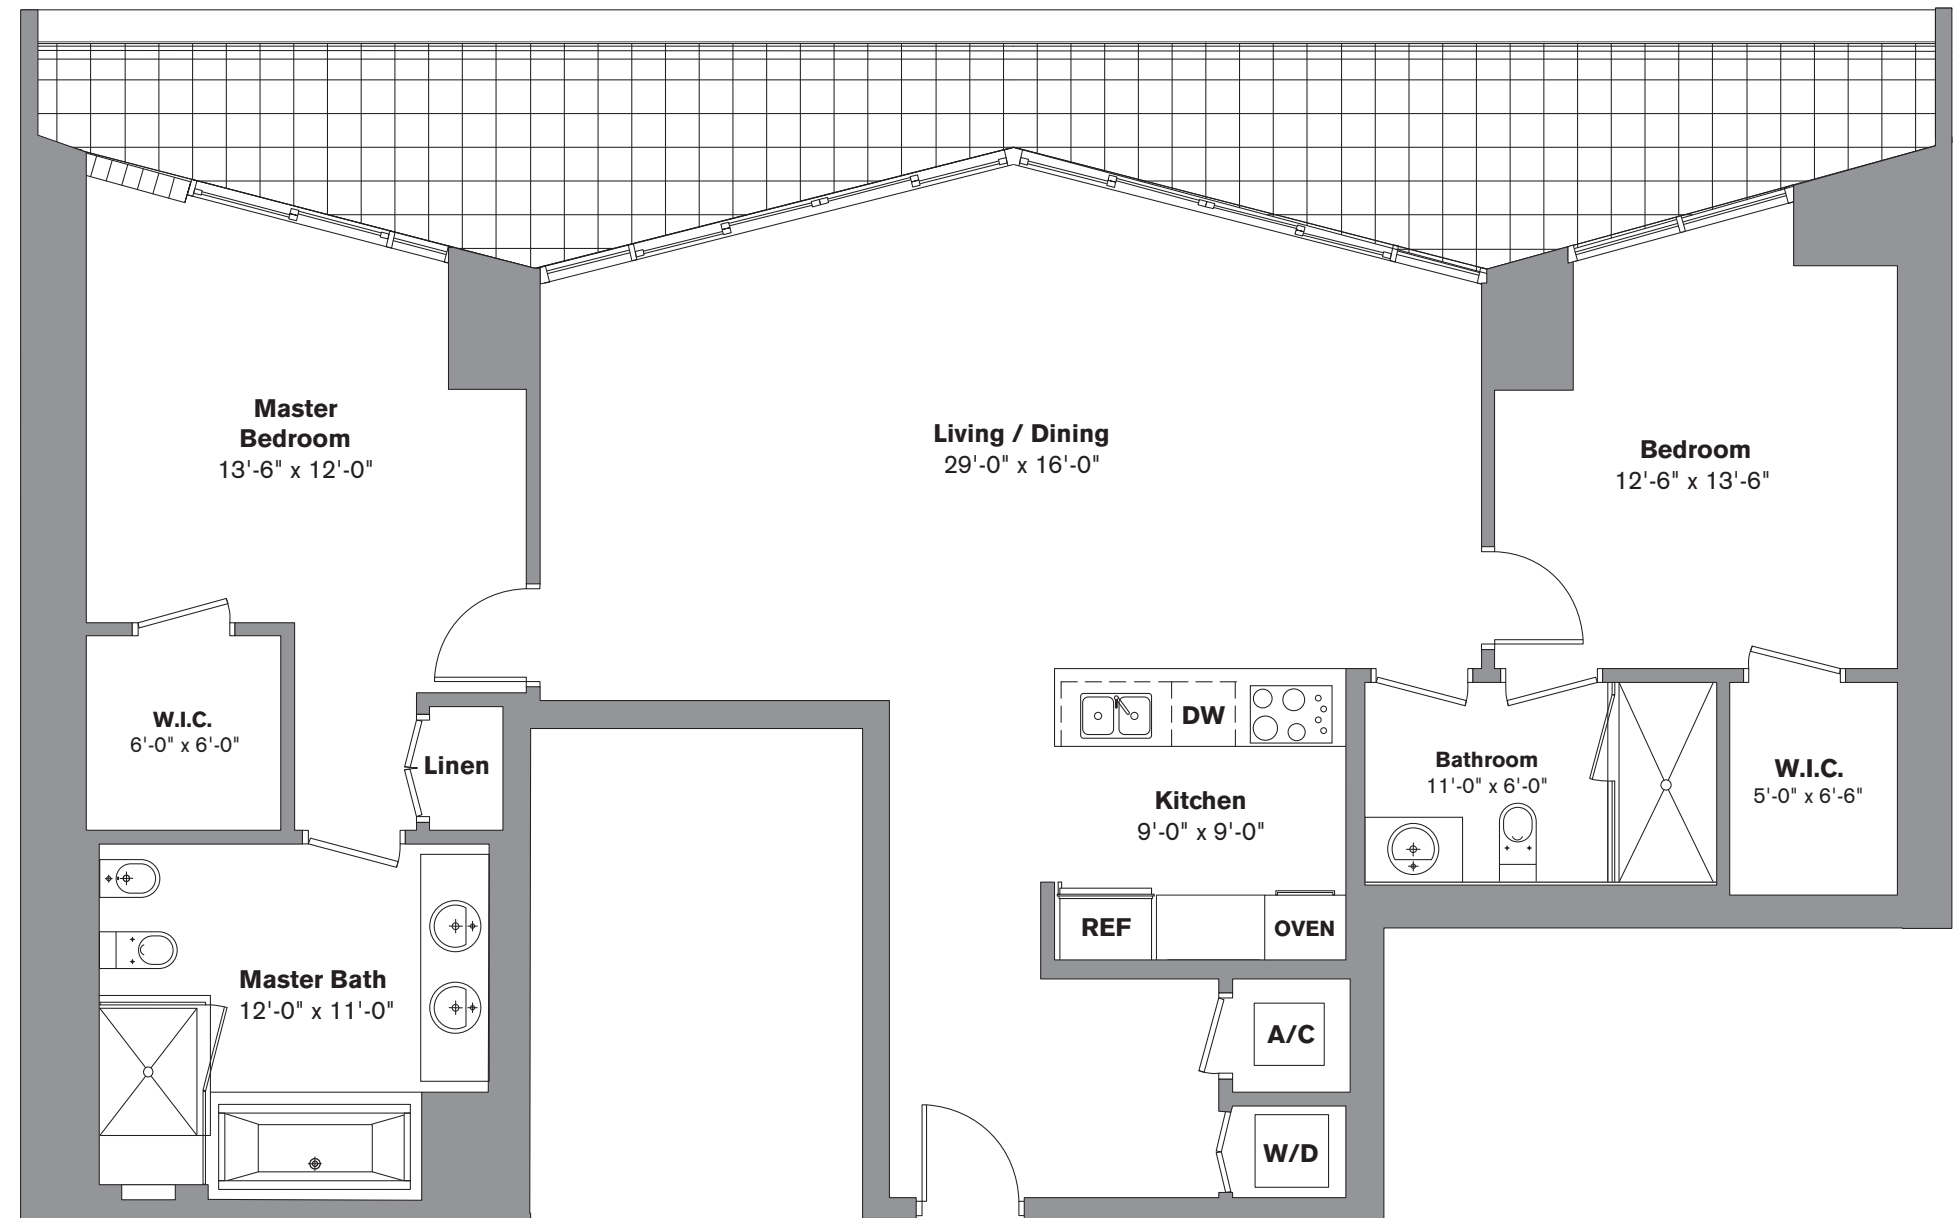 Master
Bedroom
13'-6" x 12'-0"
Living / Dining
29'-0" x 16'-0"
Bedroom
12'-6" x 13'-6"
W.I.C.
6'-0" x 6'-0"
Linen
DW
Kitchen
9'-0" x 9'-0"
Bathroom
11'-0" x 6'-0"
W.I.C.
5'-0" x 6'-6"
REF
OVEN
Master Bath
12'-0" x 11'-0"
A/C
W/D